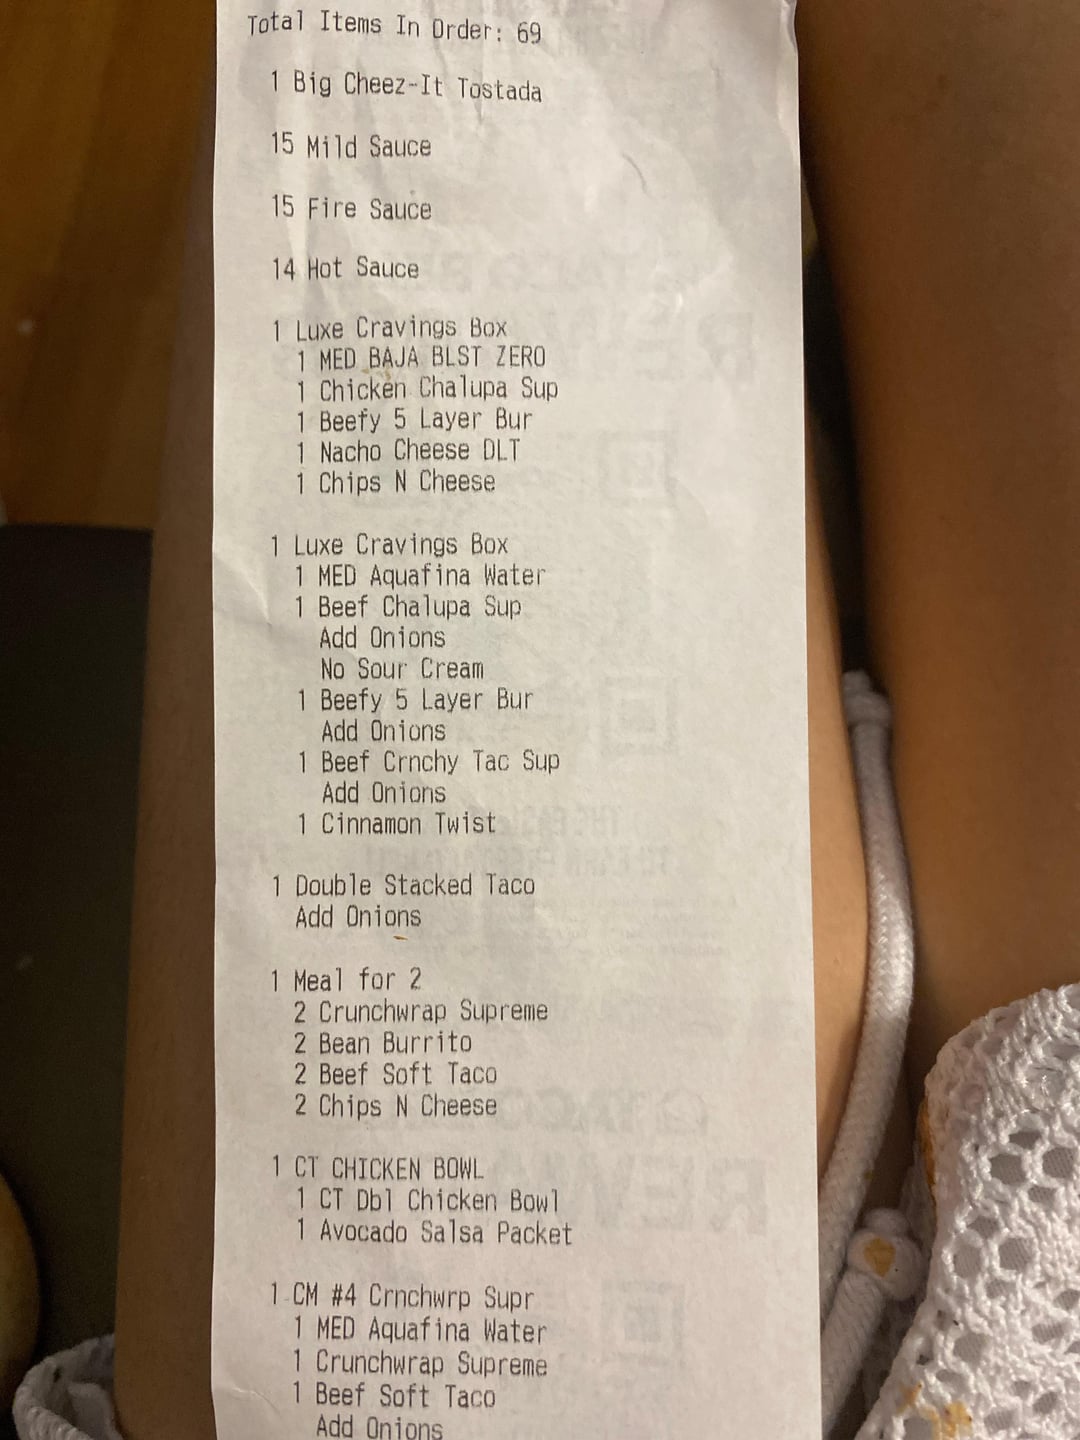 Total Items In Order: 69
1 Big Cheez-It Tostada
15 Mild Sauce
15 Fire Sauce
14 Hot Sauce
1 Luxe Cravings Box
1 MED BAJA BLST ZERO
1 Chicken Chalupa Sup
1 Beefy 5 Layer Bur
1 Nacho Cheese DLT
1 Chips N Cheese
1 Luxe Cravings Box
1 MED Aquafina Water
1 Beef Chalupa Sup
Add Onions
No Sour Cream
1 Beefy 5 Layer Bur
Add Onions
1 Beef Crnchy Tac Sup
Add Onions
1 Cinnamon Twist
1 Double Stacked Taco
Add Onions
1 Meal for 2
2 Crunchwrap Supreme
2 Bean Burrito
2 Beef Soft Taco
2 Chips N Cheese
1 CT CHICKEN BOWL
1 CT Dbl Chicken Bowl
1 Avocado Salsa Packet
1 CM #4 Crnchwrp Supr
1 MED Aquafina Water
1 Crunchwrap Supreme
1 Beef Soft Taco
Add Onions